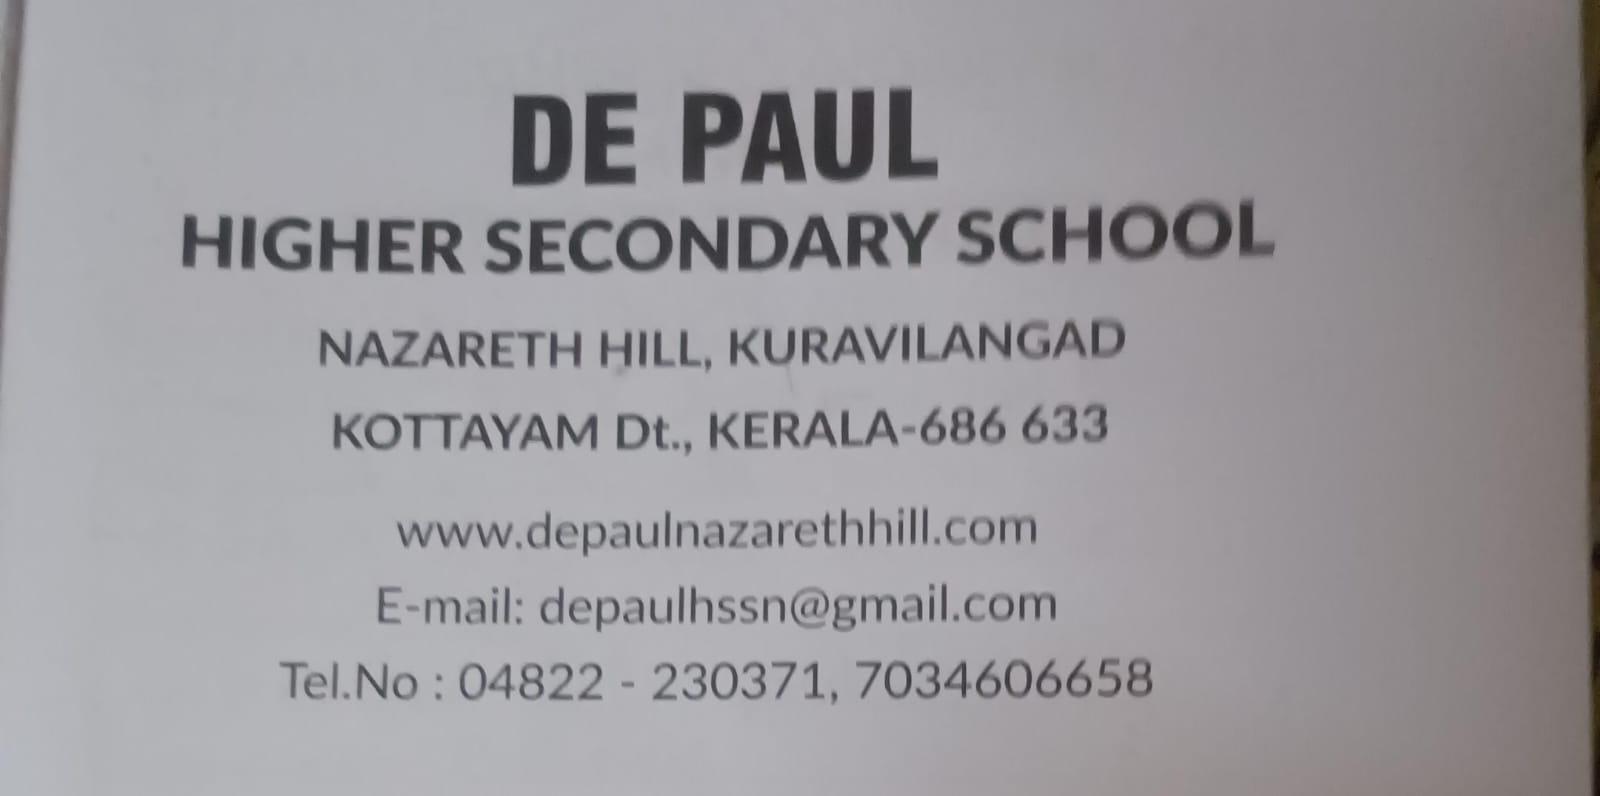 DE PAUL
HIGHER SECONDARY SCHOOL
NAZARETH HILL, KURAVILANGAD
KOTTAYAM Dt., KERALA-686 633
www.depaulnazarethhill.com
E-mail: depaulhssn@gmail.com
Tel.No : 04822 - 230371, 7034606658